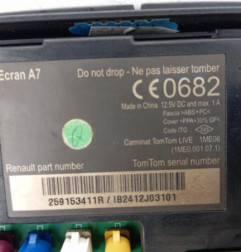 Ecran A7
Do not drop - Ne pas laisser tomber
CE0682
Made in China 12.5V DC and max. 1 A
Fascia >ABS+PC<
Cover >PPA+30% GF<
Code ITG
Carminat TomTom LIVE 1ME06
(1ME0.001.07.1)
Renault part number TomTom serial number
259153411R / IB2412J03101